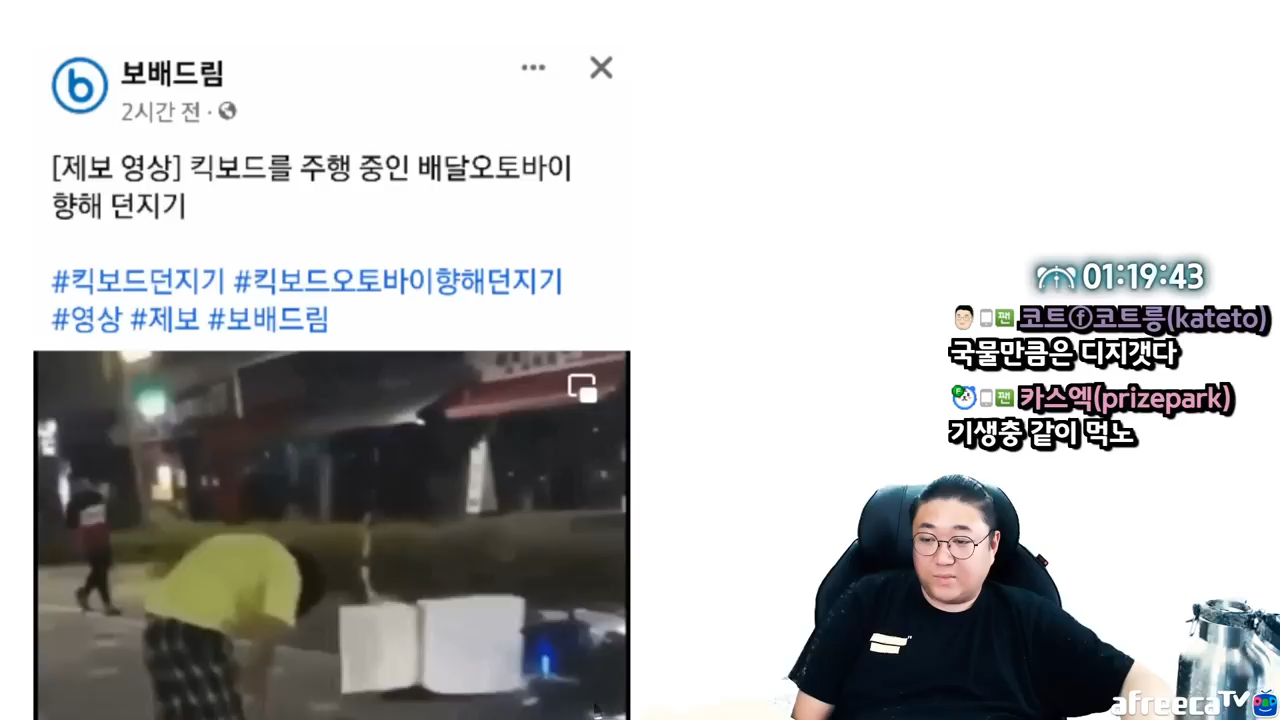 보배드림
2시간 전 ·
[제보 영상] 킥보드를 주행 중인 배달오토바이
향해 던지기
#킥보드던지기 #킥보드오토바이향해던지기
#영상 #제보 #보배드림
01:19:43
팬 코트ⓕ코트릉(kateto)
국물만큼은 디지갯다
팬 카스엑(prizepark)
기생충 같이 먹노
afreecaTV